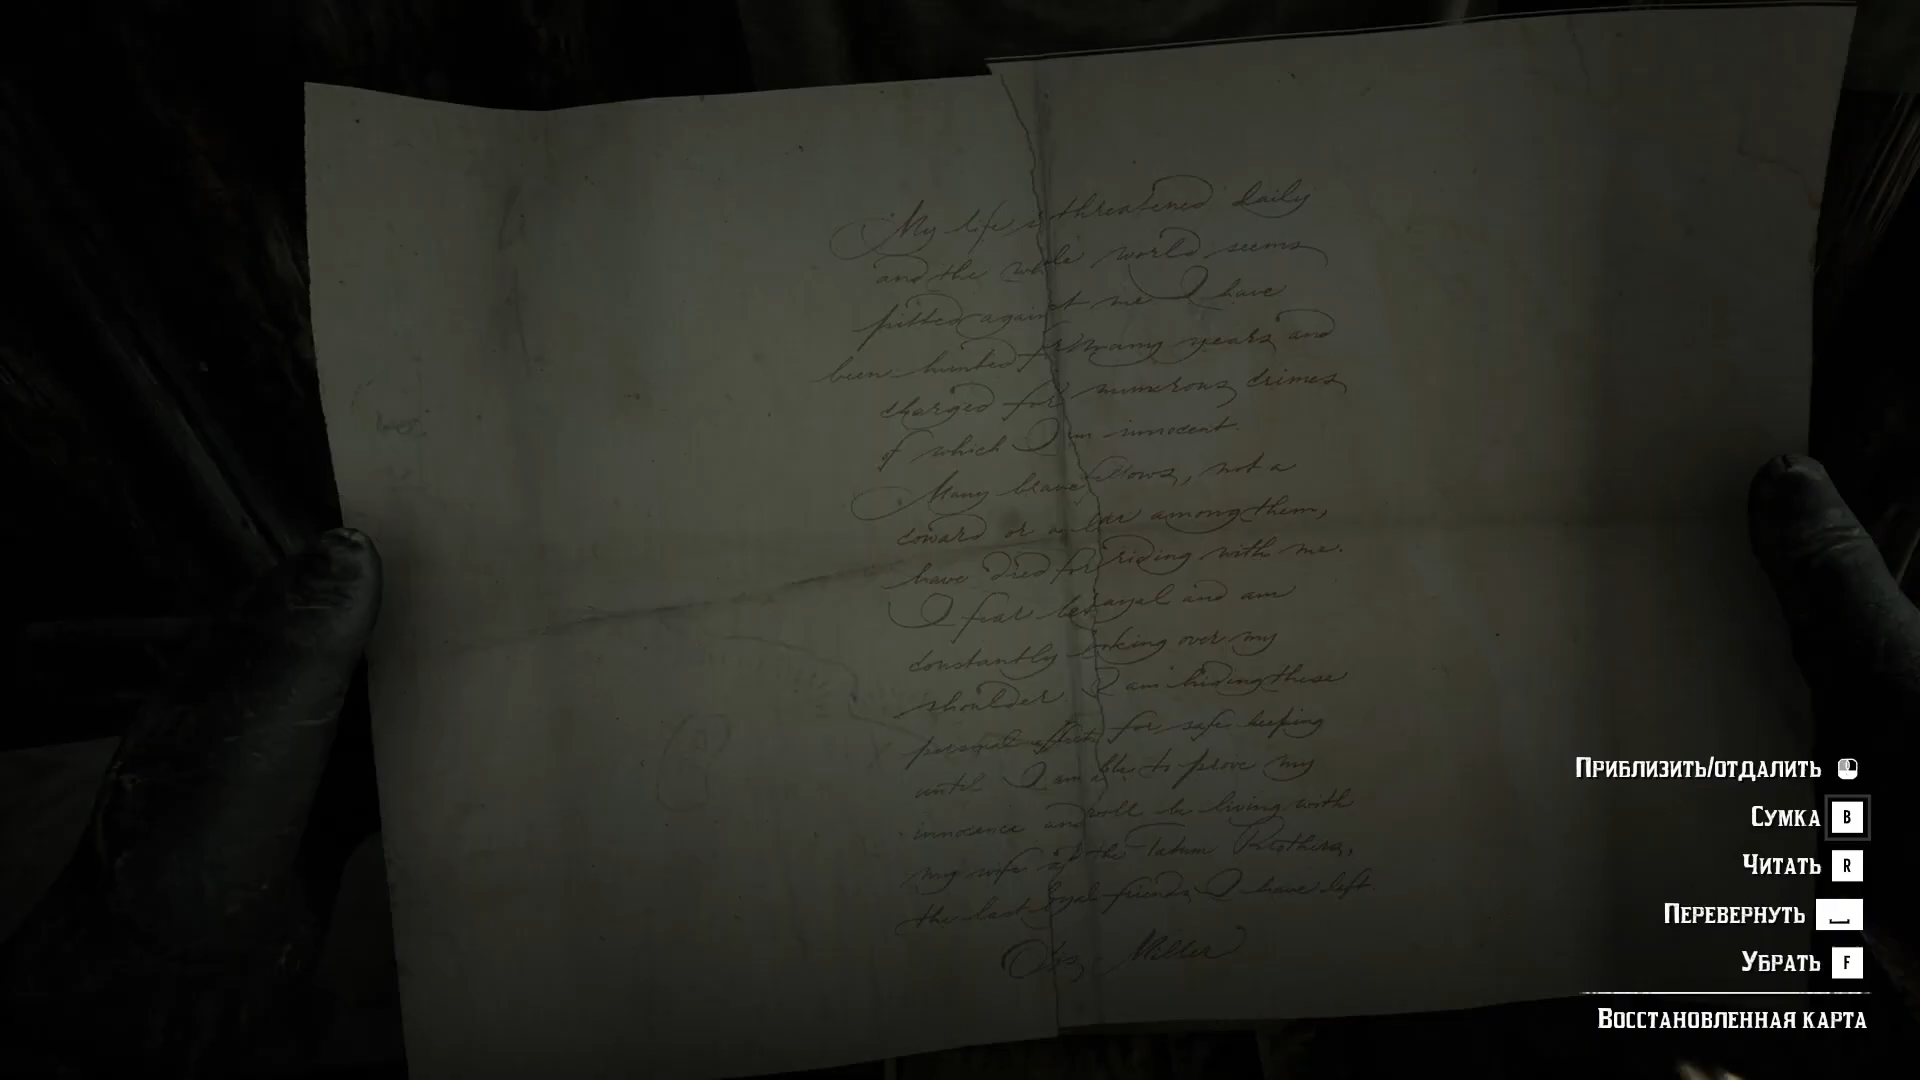 My life is threatened daily
and the whole world seems
pitted against me I have
been hunted for many years and
charged for numerous crimes
of which I am innocent.
Many brave fellows, not a
coward or a liar among them,
have died for riding with me.
I fear betrayal and am
constantly looking over my
shoulder I am hiding these
personal effects for safe keeping
until I am able to prove my
innocence and will be living with
my wife and the Tatum Brothers,
the last loyal friends I have left.
Otis Miller
Приблизить/отдалить
Сумка B
Читать R
Перевернуть
Убрать F
Восстановленная карта